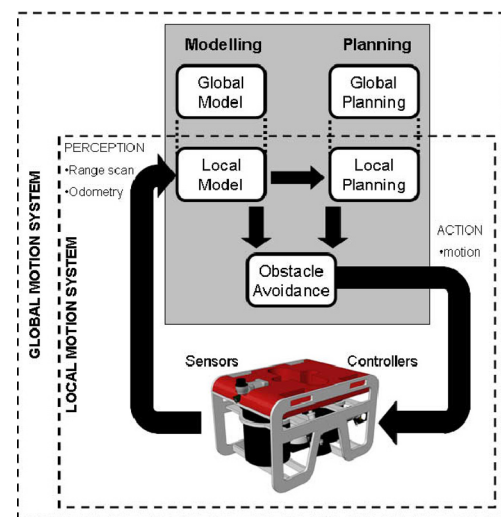 Modelling
Planning
Global
Model
Global
Planning
PERCEPTION
•Range scan
•Odometry
Local
Model
Local
Planning
ACTION
•motion
Obstacle
Avoidance
Sensors
Controllers
GLOBAL MOTION SYSTEM
LOCAL MOTION SYSTEM